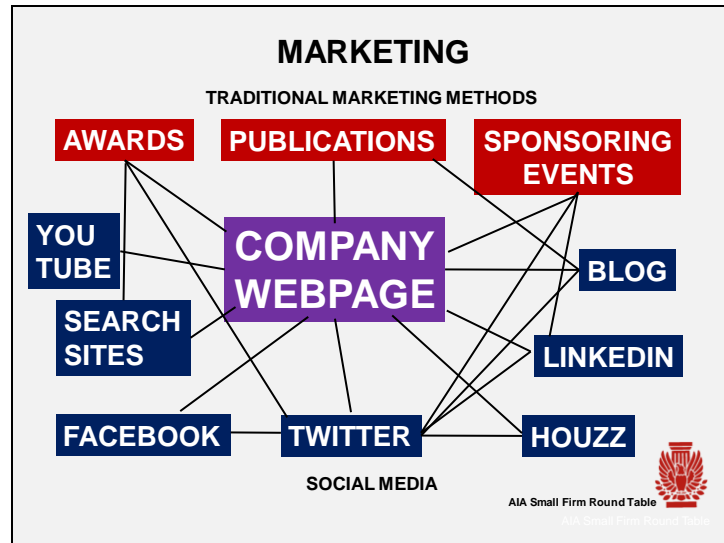 MARKETING
TRADITIONAL MARKETING METHODS
AWARDS
PUBLICATIONS
SPONSORING
EVENTS
YOU
TUBE
COMPANY
WEBPAGE
BLOG
SEARCH
SITES
LINKEDIN
FACEBOOK
TWITTER
HOUZZ
SOCIAL MEDIA
AIA Small Firm Round Table
AIA Small Firm Round Table